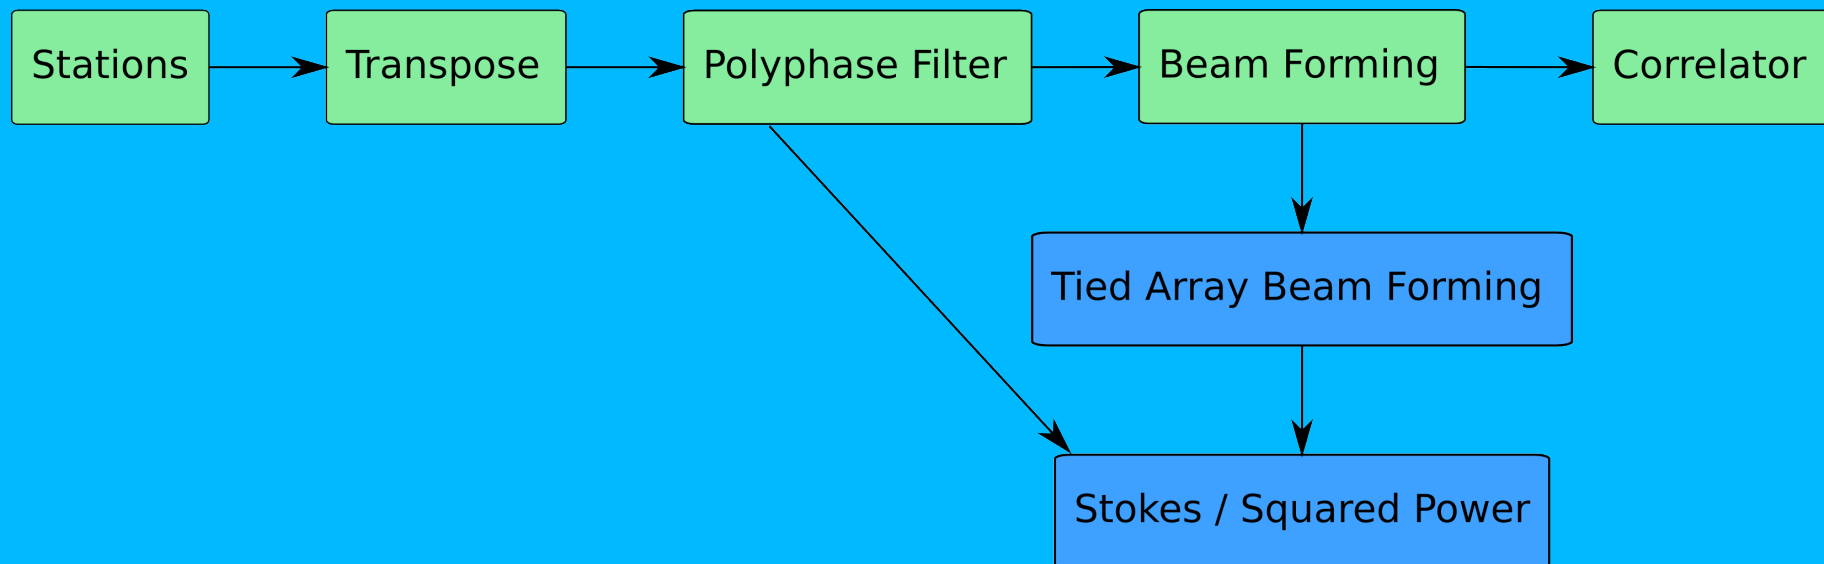 Stations
Transpose
Polyphase Filter
Beam Forming
Correlator
Tied Array Beam Forming
Stokes / Squared Power